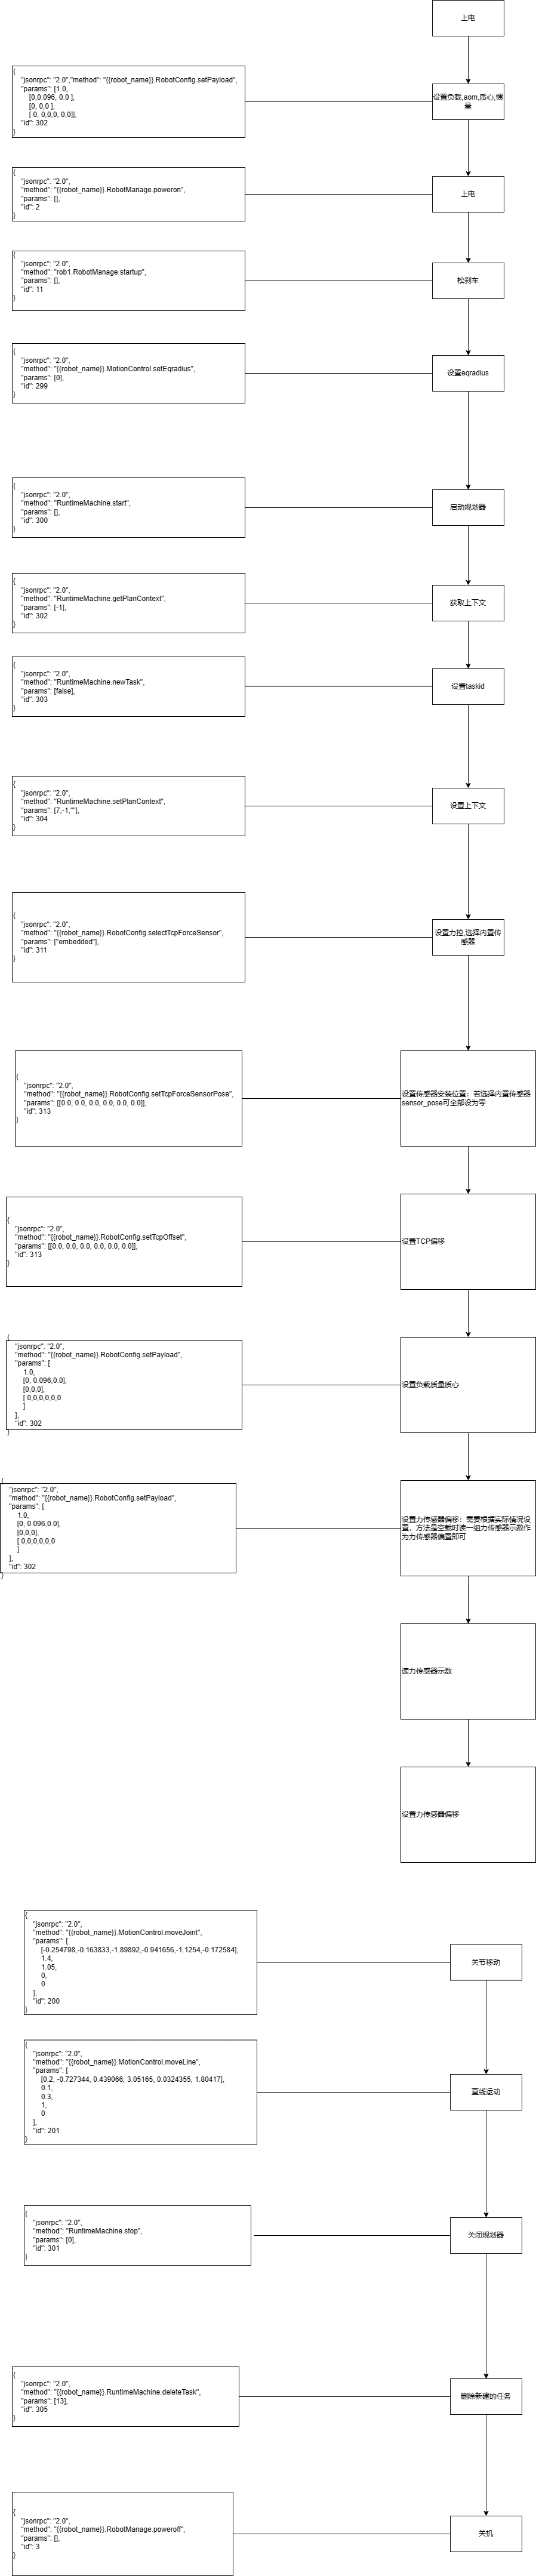 上电
{
"jsonrpc": "2.0","method": "{{robot_name}}.RobotConfig.setPayload",
"params": [1.0,
[0,0.096, 0.0 ],
[0, 0,0 ],
[ 0, 0,0,0, 0,0]],
"id": 302
}
设置负载,aom,质心,惯
量
{
"jsonrpc": "2.0",
"method": "{{robot_name}}.RobotManage.poweron",
"params": [],
"id": 2
}
上电
{
"jsonrpc": "2.0",
"method": "rob1.RobotManage.startup",
"params": [],
"id": 11
}
松刹车
{
"jsonrpc": "2.0",
"method": "{{robot_name}}.MotionControl.setEqradius",
"params": [0],
"id": 299
}
设置eqradius
{
"jsonrpc": "2.0",
"method": "RuntimeMachine.start",
"params": [],
"id": 300
}
启动规划器
{
"jsonrpc": "2.0",
"method": "RuntimeMachine.getPlanContext",
"params": [-1],
"id": 302
}
获取上下文
{
"jsonrpc": "2.0",
"method": "RuntimeMachine.newTask",
"params": [false],
"id": 303
}
设置taskid
{
"jsonrpc": "2.0",
"method": "RuntimeMachine.setPlanContext",
"params": [7,-1,""],
"id": 304
}
设置上下文
{
"jsonrpc": "2.0",
"method": "{{robot_name}}.RobotConfig.selectTcpForceSensor",
"params": ["embedded"],
"id": 311
}
设置力控,选择内置传
感器
{
"jsonrpc": "2.0",
"method": "{{robot_name}}.RobotConfig.setTcpForceSensorPose",
"params": [[0.0, 0.0, 0.0, 0.0, 0.0, 0.0]],
"id": 313
}
设置传感器安装位置：若选择内置传感器
sensor_pose可全部设为零
{
"jsonrpc": "2.0",
"method": "{{robot_name}}.RobotConfig.setTcpOffset",
"params": [[0.0, 0.0, 0.0, 0.0, 0.0, 0.0]],
"id": 313
}
设置TCP偏移
{
"jsonrpc": "2.0",
"method": "{{robot_name}}.RobotConfig.setPayload",
"params": [
1.0,
[0, 0.096,0.0],
[0,0,0],
[ 0,0,0,0,0,0
]
],
"id": 302
}
设置负载质量质心
{
"jsonrpc": "2.0",
"method": "{{robot_name}}.RobotConfig.setPayload",
"params": [
1.0,
[0, 0.096,0.0],
[0,0,0],
[ 0,0,0,0,0,0
]
],
"id": 302
}
设置力传感器偏移：需要根据实际情况设
置，方法是空载时读一组力传感器示数作
为力传感器偏置即可
读力传感器示数
设置力传感器偏移
{
"jsonrpc": "2.0",
"method": "{{robot_name}}.MotionControl.moveJoint",
"params": [
[-0.254798,-0.163833,-1.89892,-0.941656,-1.1254,-0.172584],
1.4,
1.05,
0,
0
],
"id": 200
}
关节移动
{
"jsonrpc": "2.0",
"method": "{{robot_name}}.MotionControl.moveLine",
"params": [
[0.2, -0.727344, 0.439066, 3.05165, 0.0324355, 1.80417],
0.1,
0.3,
1,
0
],
"id": 201
}
直线运动
{
"jsonrpc": "2.0",
"method": "RuntimeMachine.stop",
"params": [0],
"id": 301
}
关闭规划器
{
"jsonrpc": "2.0",
"method": "{{robot_name}}.RuntimeMachine.deleteTask",
"params": [13],
"id": 305
}
删除新建的任务
{
"jsonrpc": "2.0",
"method": "{{robot_name}}.RobotManage.poweroff",
"params": [],
"id": 3
}
关机